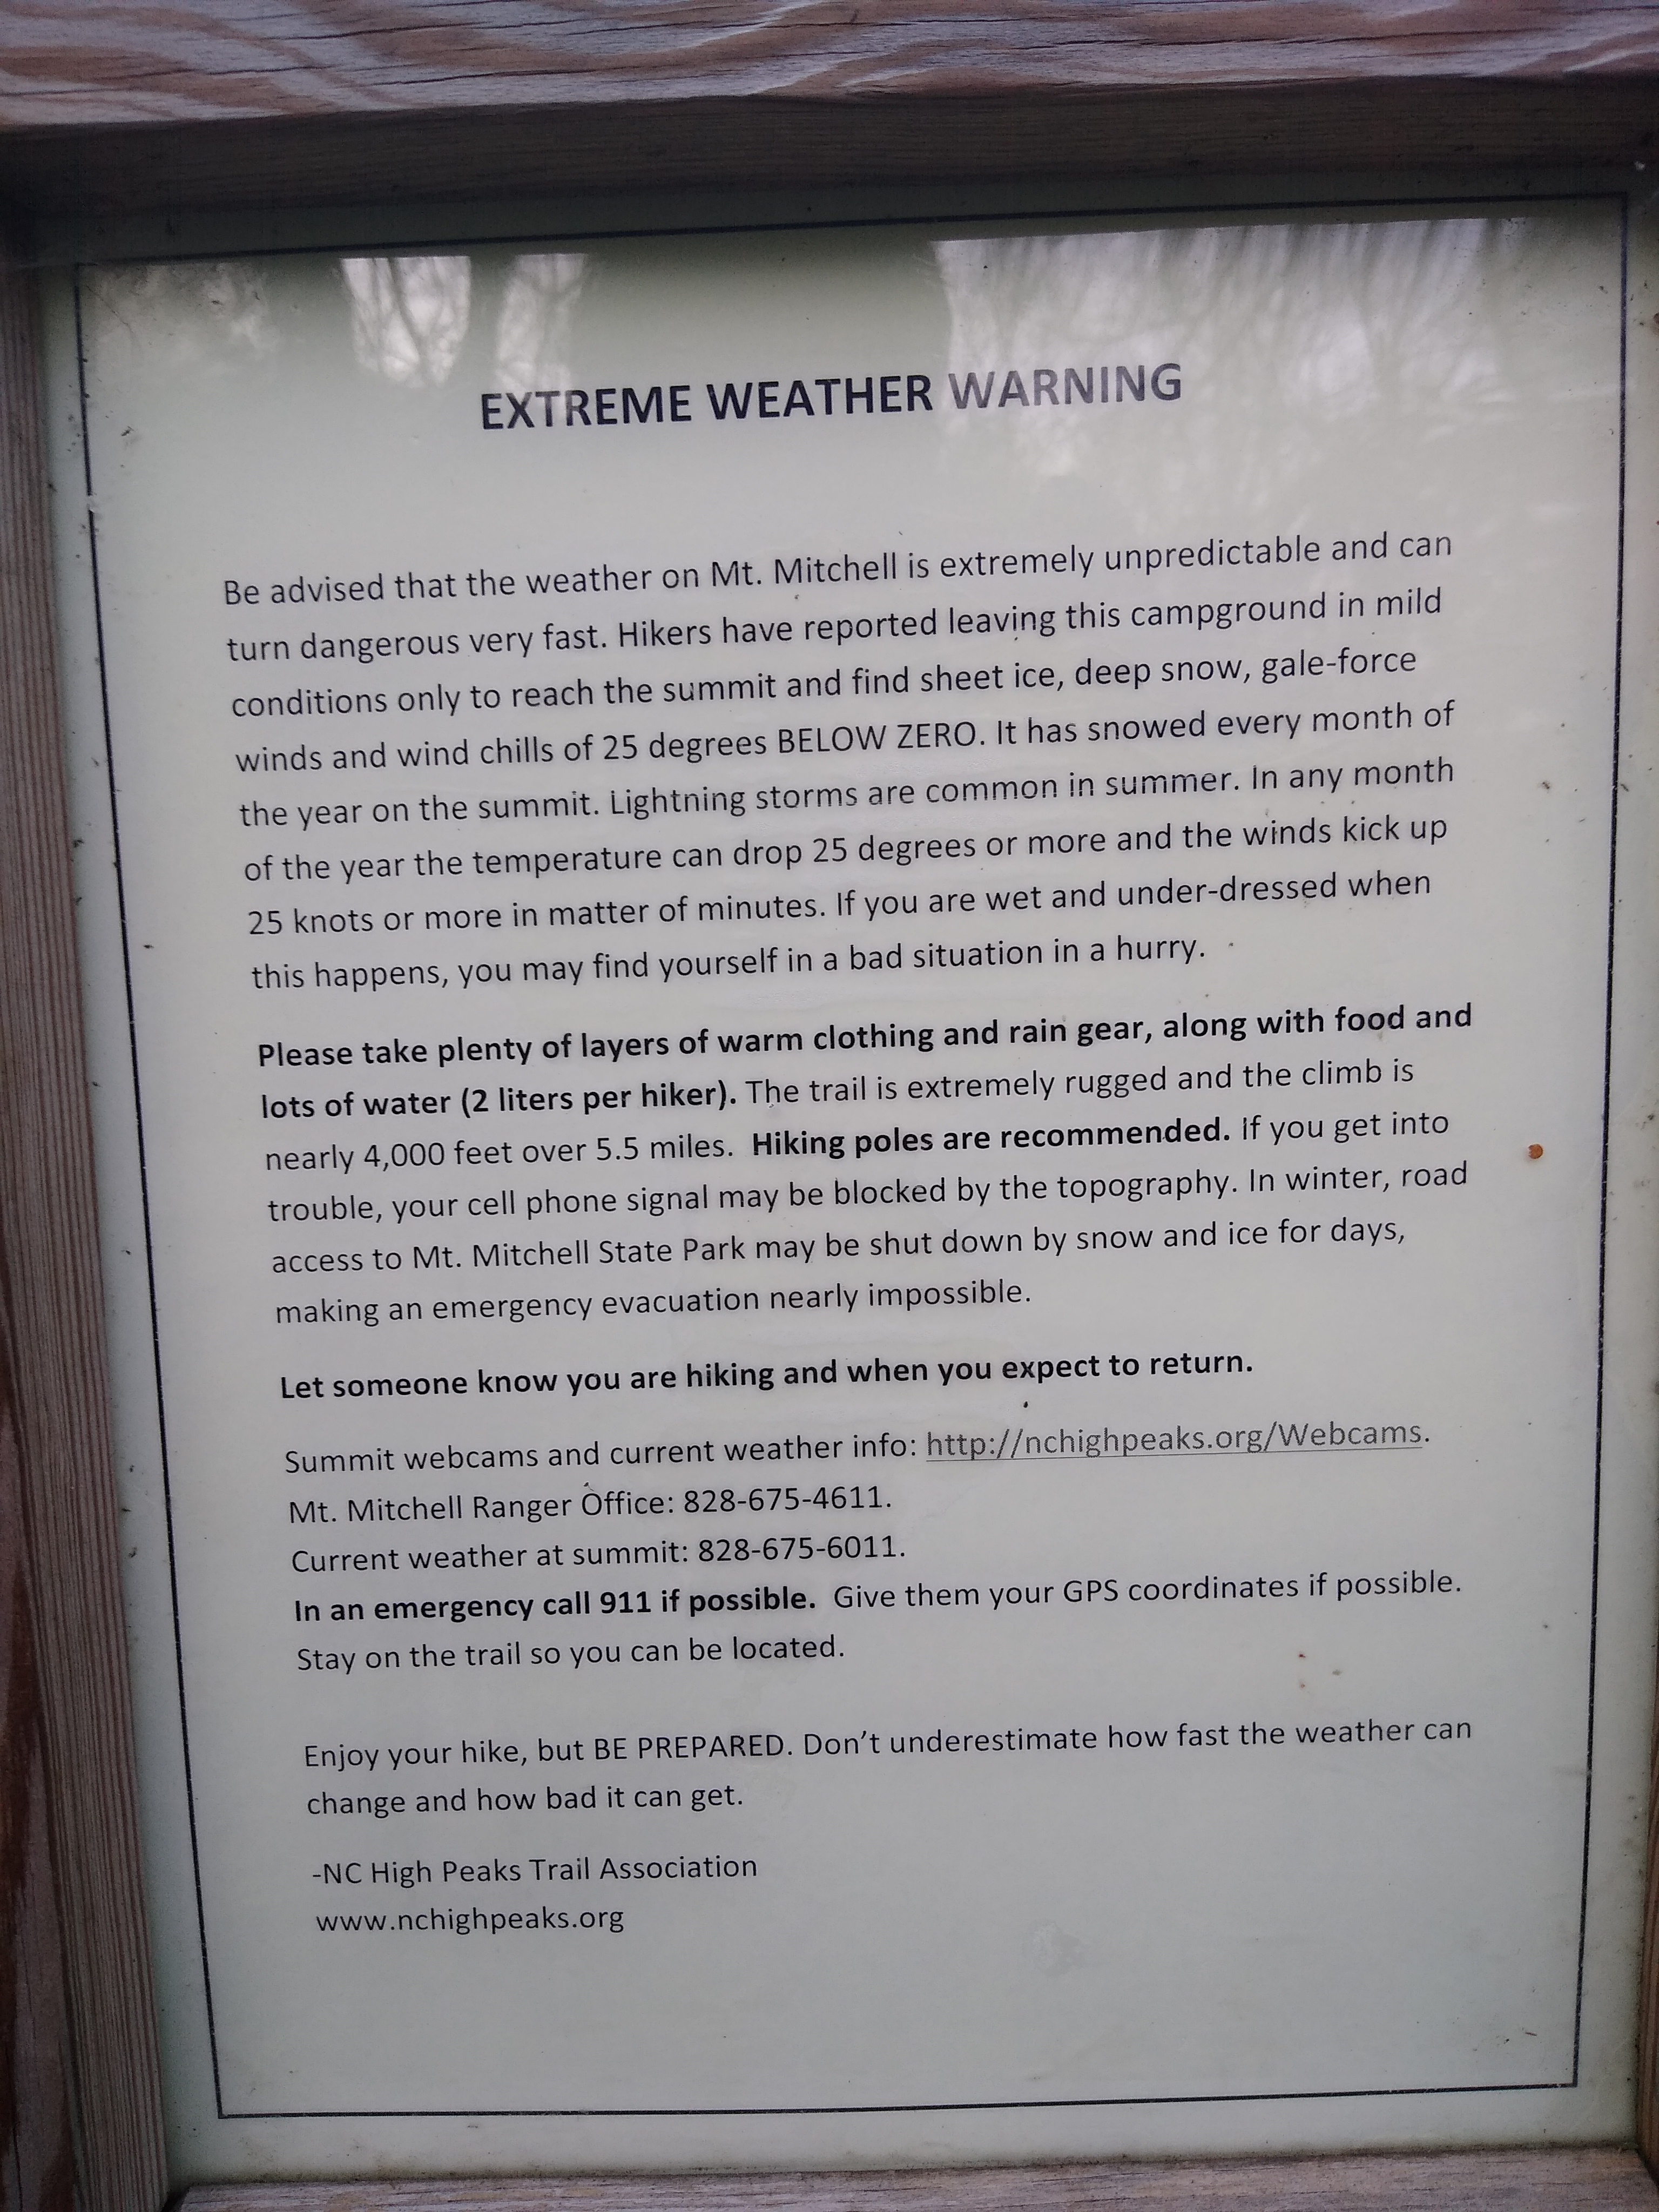 EXTREME WEATHER WARNING
Be advised that the weather on Mt. Mitchell is extremely unpredictable and can
turn dangerous very fast. Hikers have reported leaving this campground in mild
conditions only to reach the summit and find sheet ice, deep snow, gale-force
winds and wind chills of 25 degrees BELOW ZERO. It has snowed every month of
the year on the summit. Lightning storms are common in summer. In any month
of the year the temperature can drop 25 degrees or more and the winds kick up
25 knots or more in matter of minutes. If you are wet and under-dressed when
this happens, you may find yourself in a bad situation in a hurry.
Please take plenty of layers of warm clothing and rain gear, along with food and
lots of water (2 liters per hiker). The trail is extremely rugged and the climb is
nearly 4,000 feet over 5.5 miles. Hiking poles are recommended. If you get into
trouble, your cell phone signal may be blocked by the topography. In winter, road
access to Mt. Mitchell State Park may be shut down by snow and ice for days,
making an emergency evacuation nearly impossible.
Let someone know you are hiking and when you expect to return.
Summit webcams and current weather info: http://nchighpeaks.org/Webcams.
Mt. Mitchell Ranger Office: 828-675-4611.
Current weather at summit: 828-675-6011.
In an emergency call 911 if possible. Give them your GPS coordinates if possible.
Stay on the trail so you can be located.
Enjoy your hike, but BE PREPARED. Don’t underestimate how fast the weather can
change and how bad it can get.
-NC High Peaks Trail Association
www.nchighpeaks.org